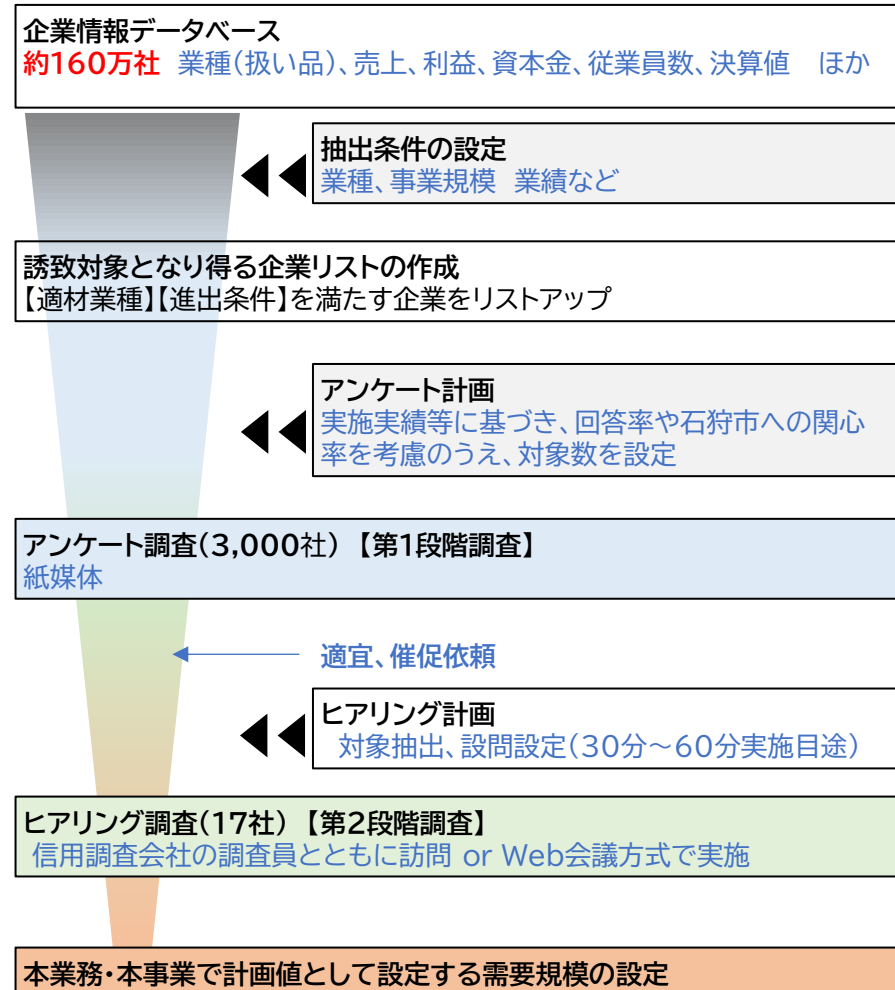 企業情報データベース
約160万社　業種(扱い品)、売上、利益、資本金、従業員数、決算値　ほか
抽出条件の設定
業種、事業規模　業績など
誘致対象となり得る企業リストの作成
【適材業種】【進出条件】を満たす企業をリストアップ
アンケート計画
実施実績等に基づき、回答率や石狩市への関心
率を考慮のうえ、対象数を設定
アンケート調査(3,000社)　【第1段階調査】
紙媒体
適宜、催促依頼
ヒアリング計画
対象抽出、設問設定(30分～60分実施目途)
ヒアリング調査(17社)　【第2段階調査】
信用調査会社の調査員とともに訪問 or Web会議方式で実施
本業務・本事業で計画値として設定する需要規模の設定